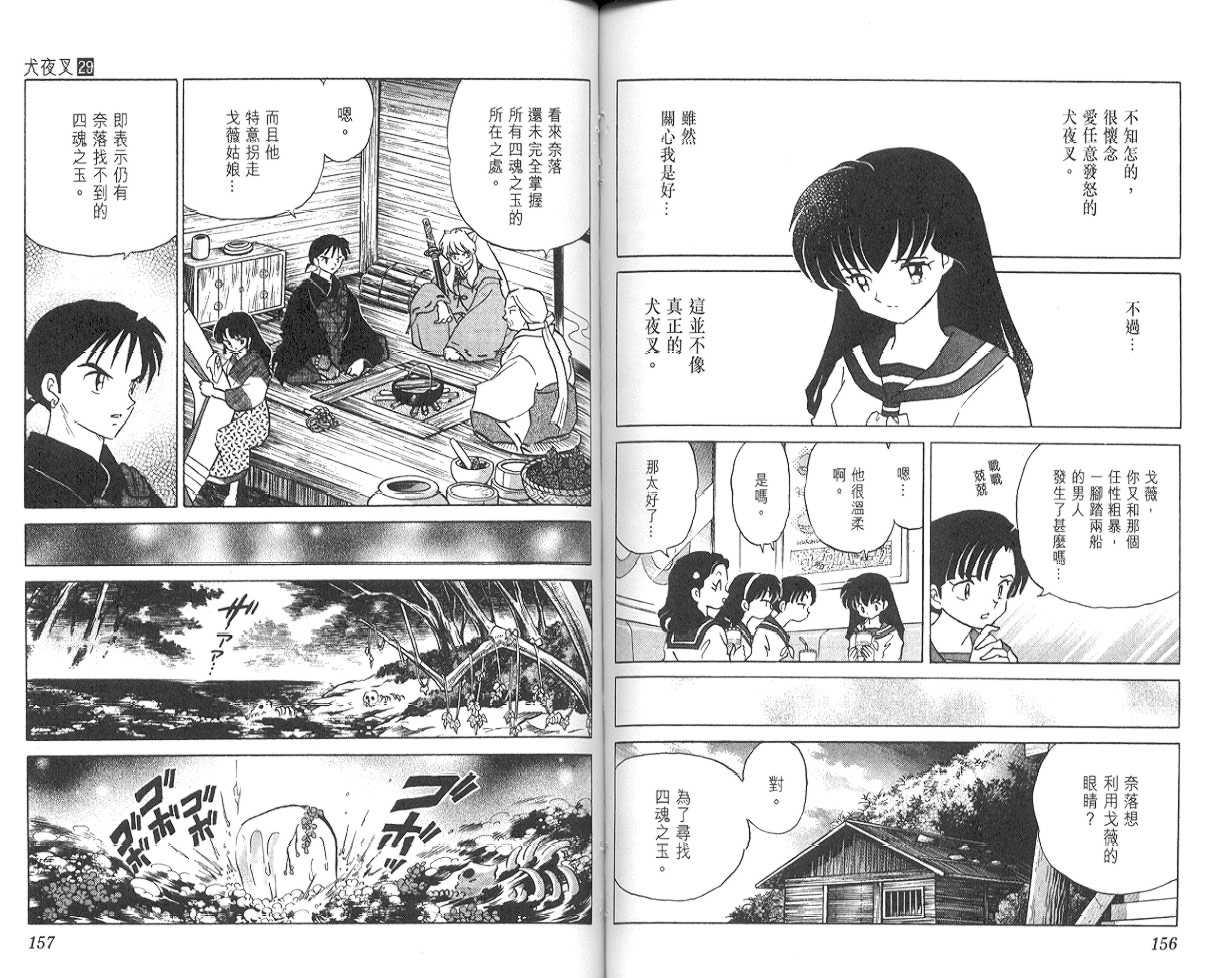 不知怎的，
很懷念
愛任意發怒的
犬夜叉。
雖然
關心我是好…
不過…
這並不像
真正的
犬夜叉。
戈薇，
你又和那個
任性粗暴，
一腳踏兩船
的男人
發生了甚麼嗎…
戰戰
兢兢
嗯…
他很溫柔
啊。
是嗎。
那太好了…
奈落想
利用戈薇的
眼睛？
對。
為了尋找
四魂之玉。
156
犬夜叉 29
看來奈落
還未完全掌握
所有四魂之玉的
所在之處。
嗯。
而且他
特意拐走
戈薇姑娘…
即表示仍有
奈落找不到的
四魂之玉。
ザァァ…
ゴボ
ゴボ
ゴボ
ゴボッ
157